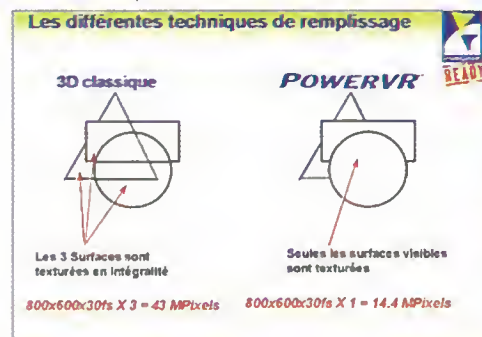 Les différentes techniques de remplissage
READY
3D classique
POWERVR
Les 3 Surfaces sont
texturées en intégralité
Seules les surfaces visibles
sont texturées
800x600x30fs X 3 = 43 MPixels
800x600x30fs X 1 = 14.4 MPixels